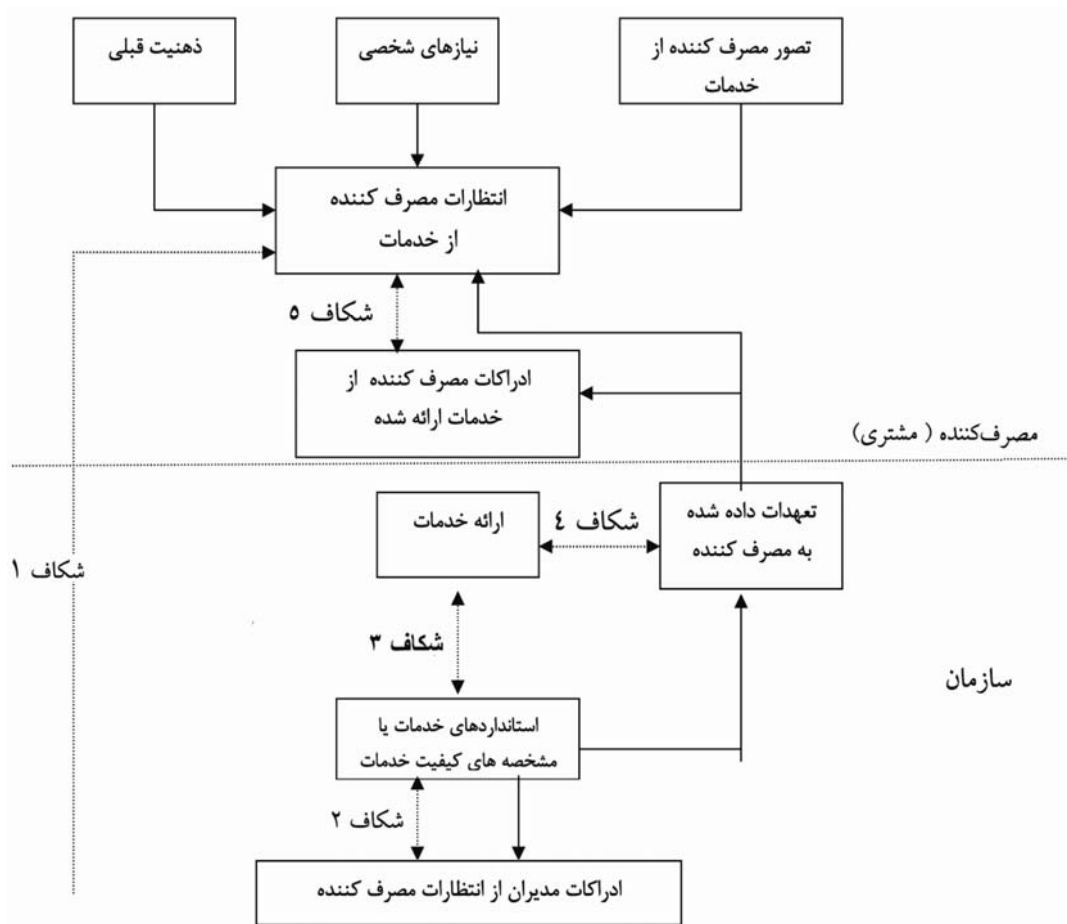 تصور مصرف کننده از
خدمات
نیازهای شخصی
ذهنیت قبلی
انتظارات مصرف کننده
از خدمات
شکاف ۵
ادراکات مصرف کننده از
خدمات ارائه شده
مصرف‌کننده ( مشتری)
تعهدات داده شده
به مصرف کننده
شکاف ٤
ارائه خدمات
شکاف ۱
شکاف ۳
سازمان
استانداردهای خدمات یا
مشخصه های کیفیت خدمات
شکاف ۲
ادراکات مدیران از انتظارات مصرف کننده